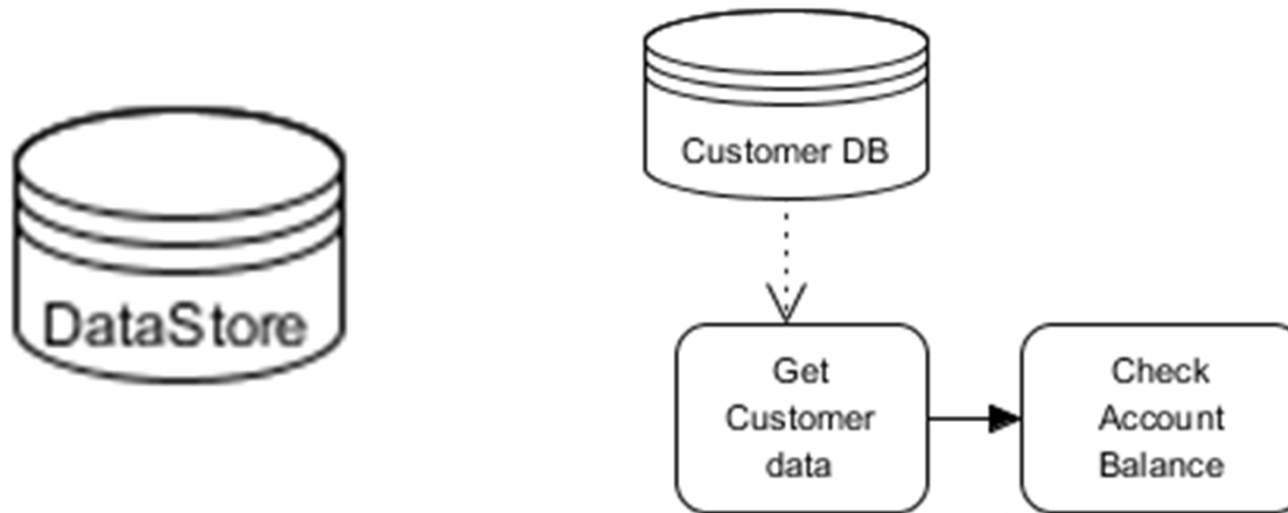 DataStore
Customer DB
Get
Customer
data
Check
Account
Balance